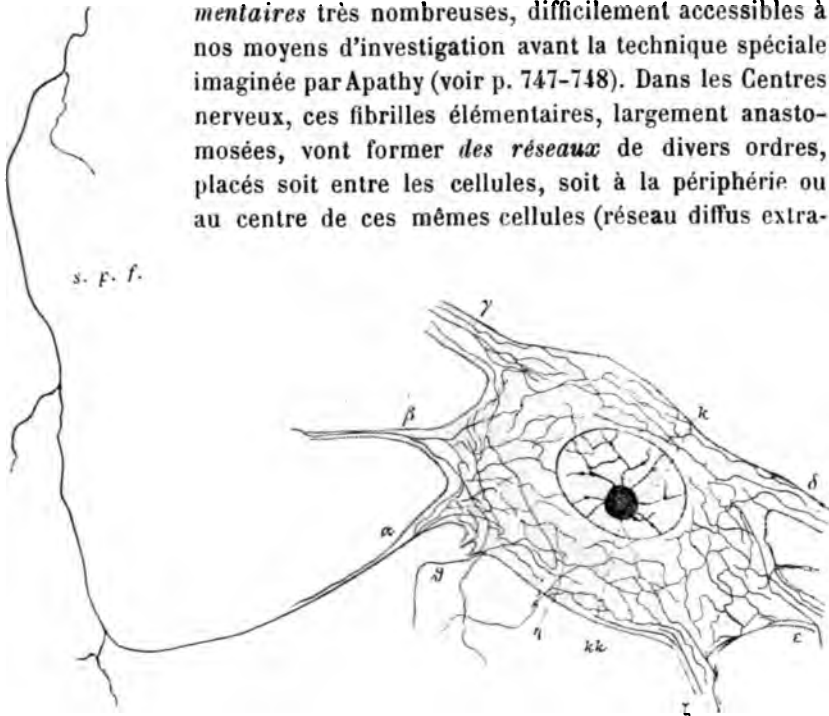 mentaires très nombreuses, difficilement accessibles à
nos moyens d'investigation avant la technique spéciale
imaginée par Apathy (voir p. 747-748). Dans les Centres
nerveux, ces fibrilles élémentaires, largement anasto-
mosées, vont former des réseaux de divers ordres,
placés soit entre les cellules, soit à la périphérie ou
au centre de ces mêmes cellules (réseau diffus extra-
s. p. f.
γ
β
k
δ
α
ϑ
η
kk
ε
ζ